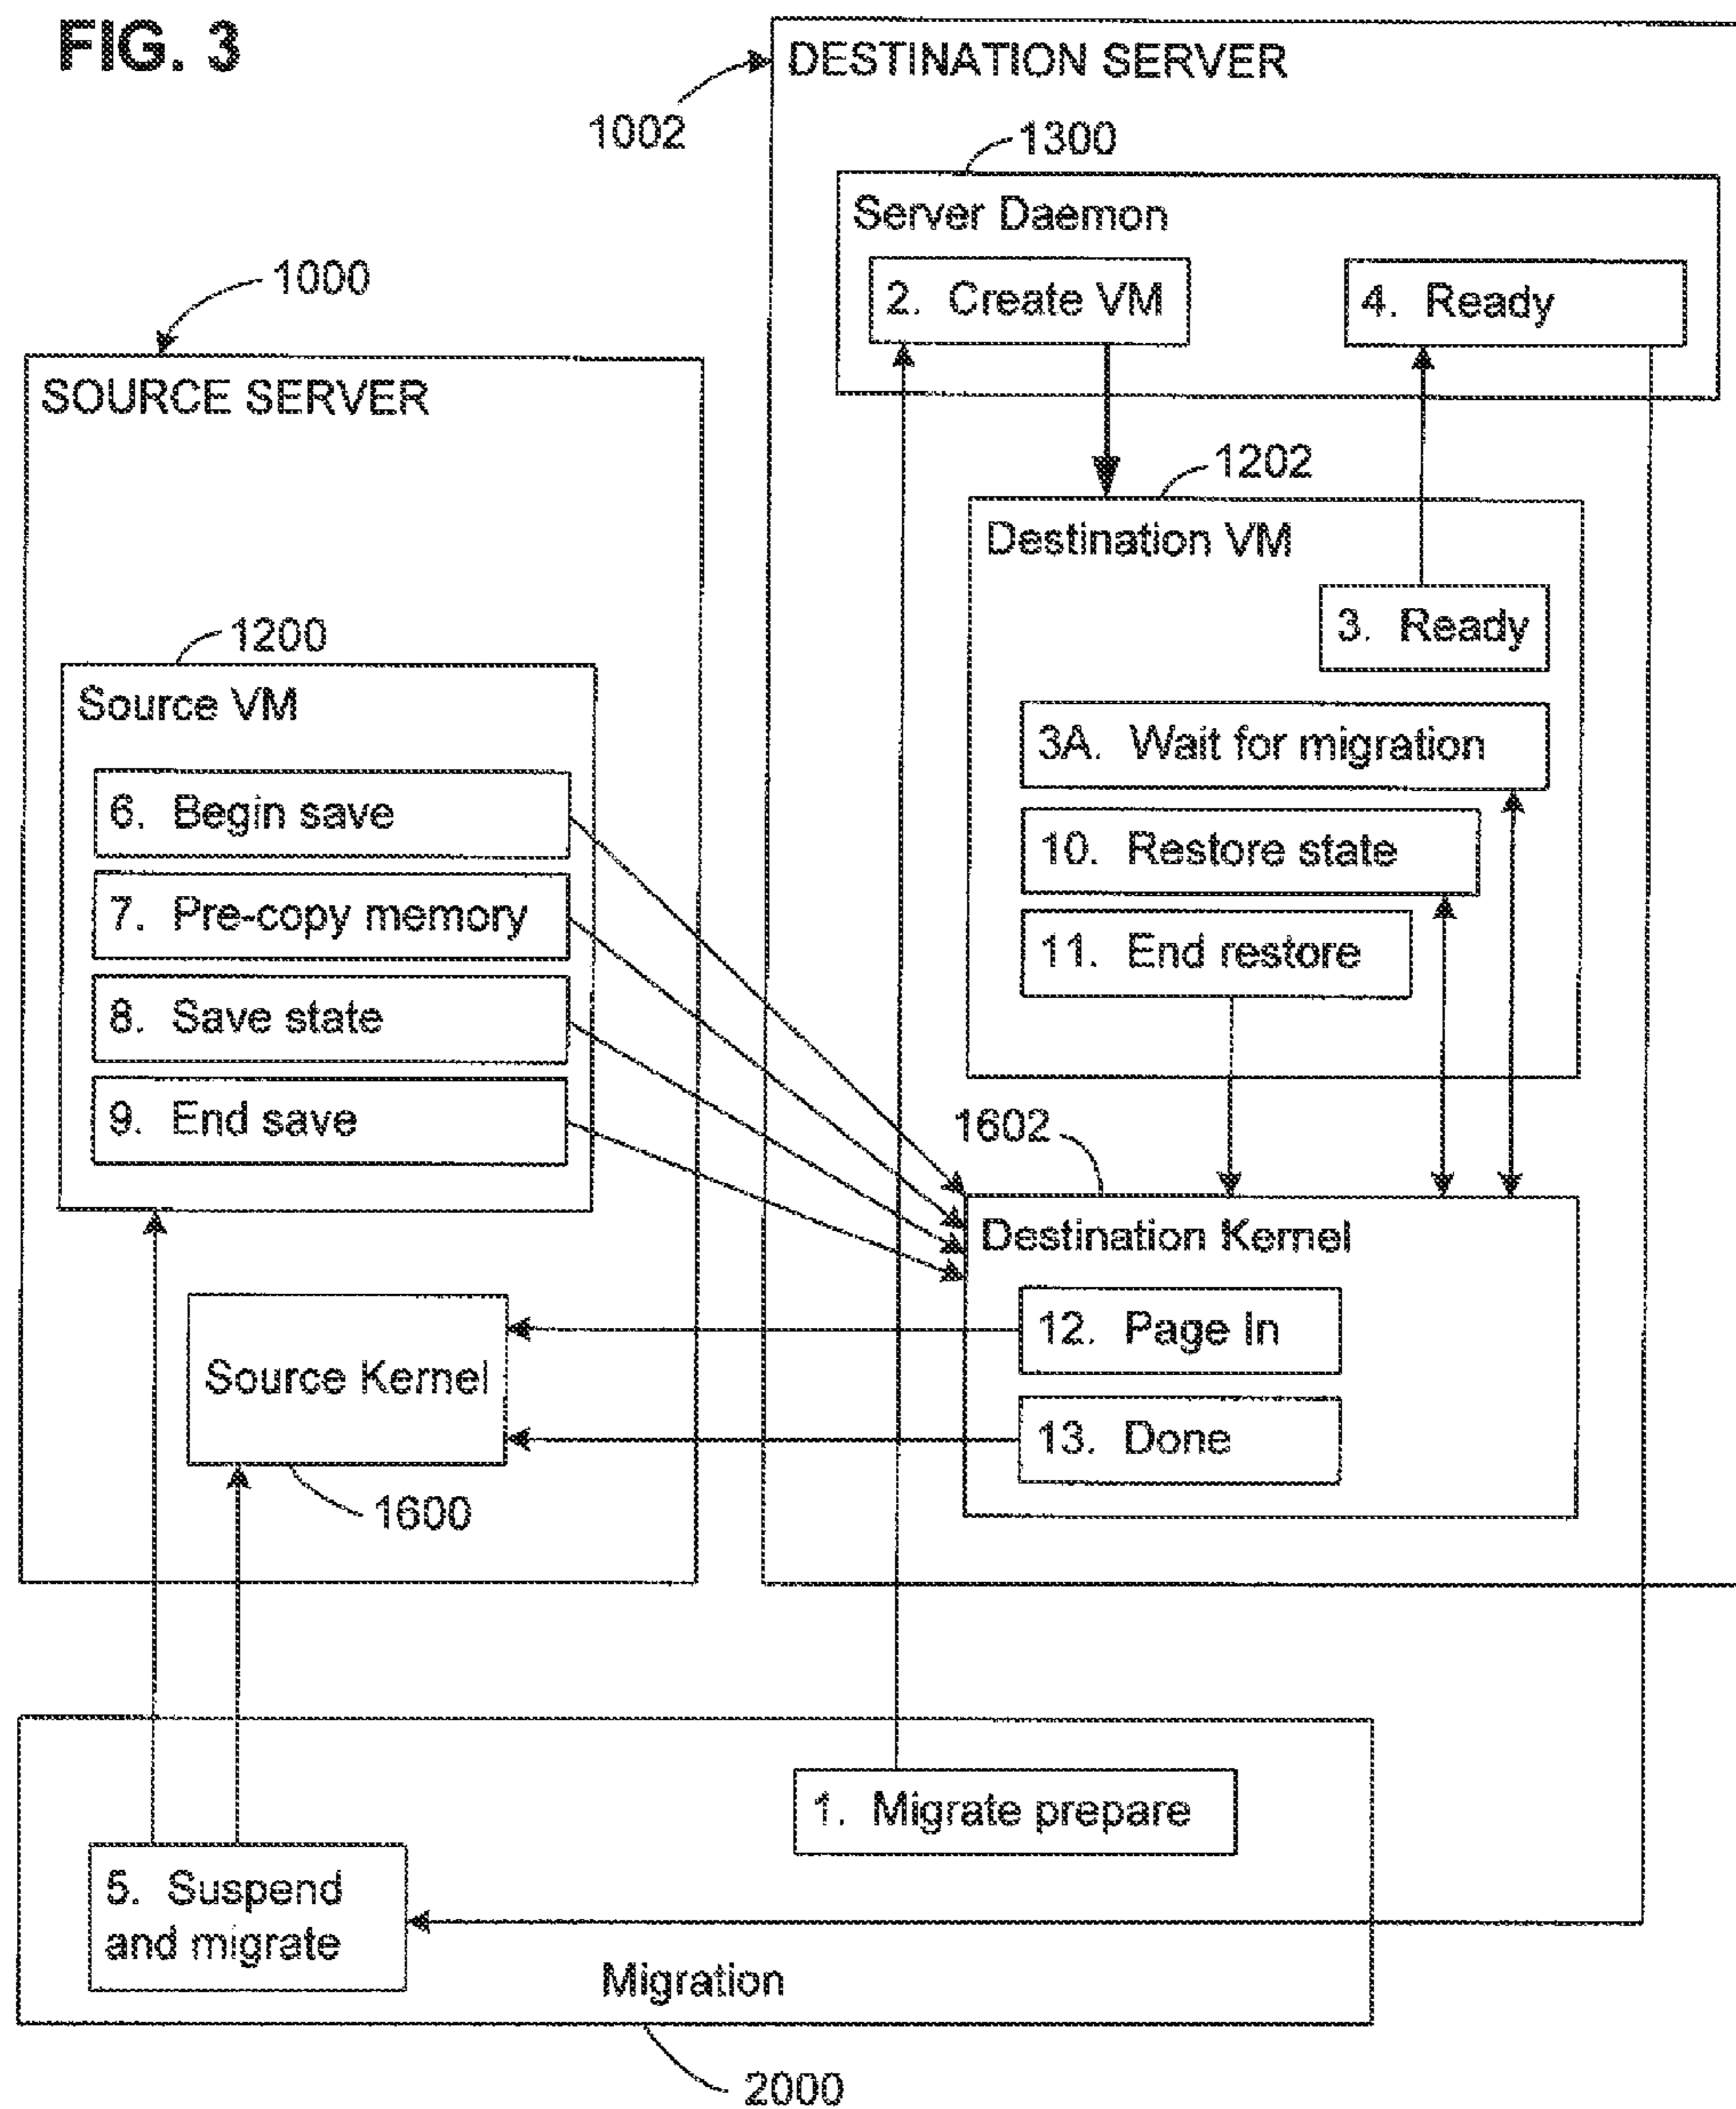 FIG. 3
DESTINATION SERVER
1002
1300
Server Daemon
2. Create VM
4. Ready
1000
SOURCE SERVER
1202
Destination VM
3. Ready
3A. Wait for migration
10. Restore state
11. End restore
1200
Source VM
6. Begin save
7. Pre-copy memory
8. Save state
9. End save
1602
Destination Kernel
12. Page In
13. Done
Source Kernel
1600
1. Migrate prepare
5. Suspend
and migrate
Migration
2000